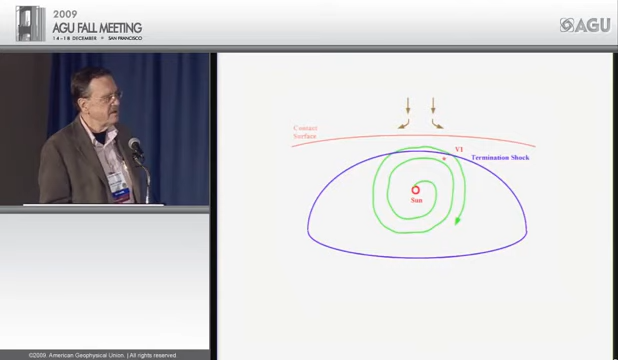 2009
AGU FALL MEETING
14-18 DECEMBER • SAN FRANCISCO
AGU
Contact
Surface
V1
Termination Shock
Sun
©2009. American Geophysical Union | All rights reserved.